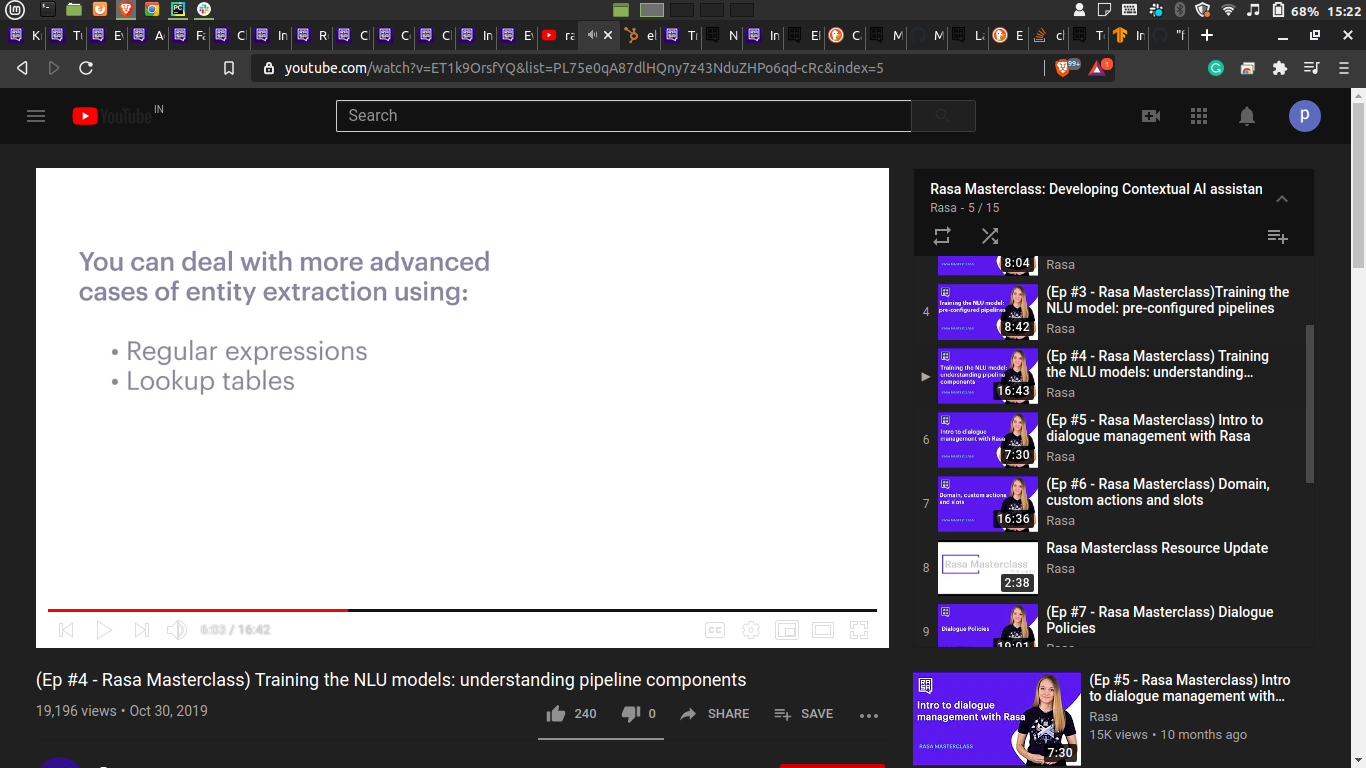 68% 15:22
K
Tu
Ev
A
Fa
C
In
R
C
C
C
In
Ev
ra
el
Ti
N
In
El
C
M
M
La
E
cl
T
In
"f
youtube.com/watch?v=ET1k9OrsfYQ&list=PL75e0qA87dlHQny7z43NduZHPo6qd-cRc&index=5
99+
1
YouTube IN
Search
p
You can deal with more advanced
cases of entity extraction using:
• Regular expressions
• Lookup tables
6:03 / 16:42
CC
(Ep #4 - Rasa Masterclass) Training the NLU models: understanding pipeline components
19,196 views • Oct 30, 2019
240
0
SHARE
SAVE
Rasa Masterclass: Developing Contextual AI assistan
Rasa - 5 / 15
8:04
Rasa
4
Training the NLU model:
pre-configured pipelines
8:42
(Ep #3 - Rasa Masterclass)Training the
NLU model: pre-configured pipelines
Rasa
Training the NLU model:
understanding pipeline
components
16:43
(Ep #4 - Rasa Masterclass) Training
the NLU models: understanding…
Rasa
6
Intro to dialogue
management with Rasa
7:30
(Ep #5 - Rasa Masterclass) Intro to
dialogue management with Rasa
Rasa
7
Domain, custom actions
and slots
16:36
(Ep #6 - Rasa Masterclass) Domain,
custom actions and slots
Rasa
8
Rasa Masterclass
2:38
Rasa Masterclass Resource Update
Rasa
9
Dialogue Policies
19:01
(Ep #7 - Rasa Masterclass) Dialogue
Policies
Rasa
RASA
Intro to dialogue
management with Rasa
RASA MASTERCLASS
7:30
(Ep #5 - Rasa Masterclass) Intro
to dialogue management with…
Rasa
15K views • 10 months ago